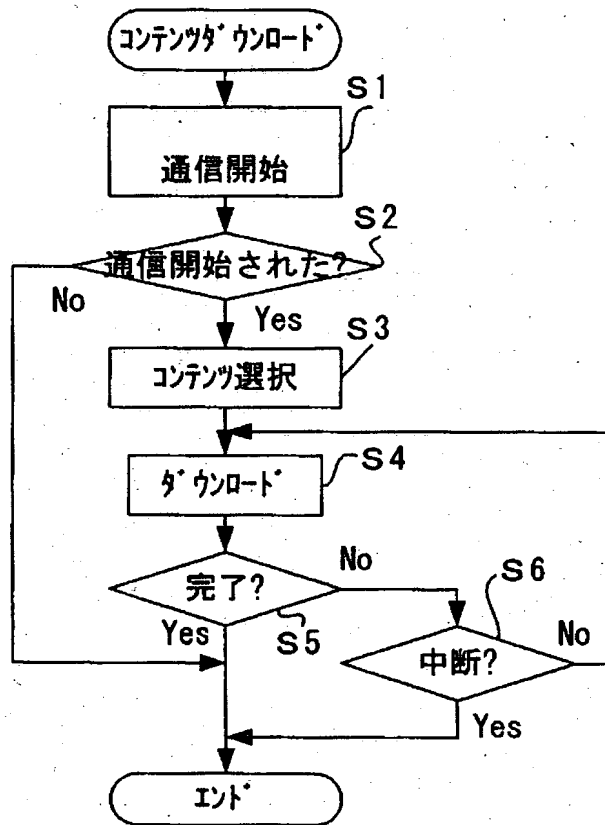 コンテンツダウンロード
S1
通信開始
S2
通信開始された?
No
Yes
S3
コンテンツ選択
S4
ダウンロード
No
完了?
S6
Yes
S5
No
中断?
Yes
エンド